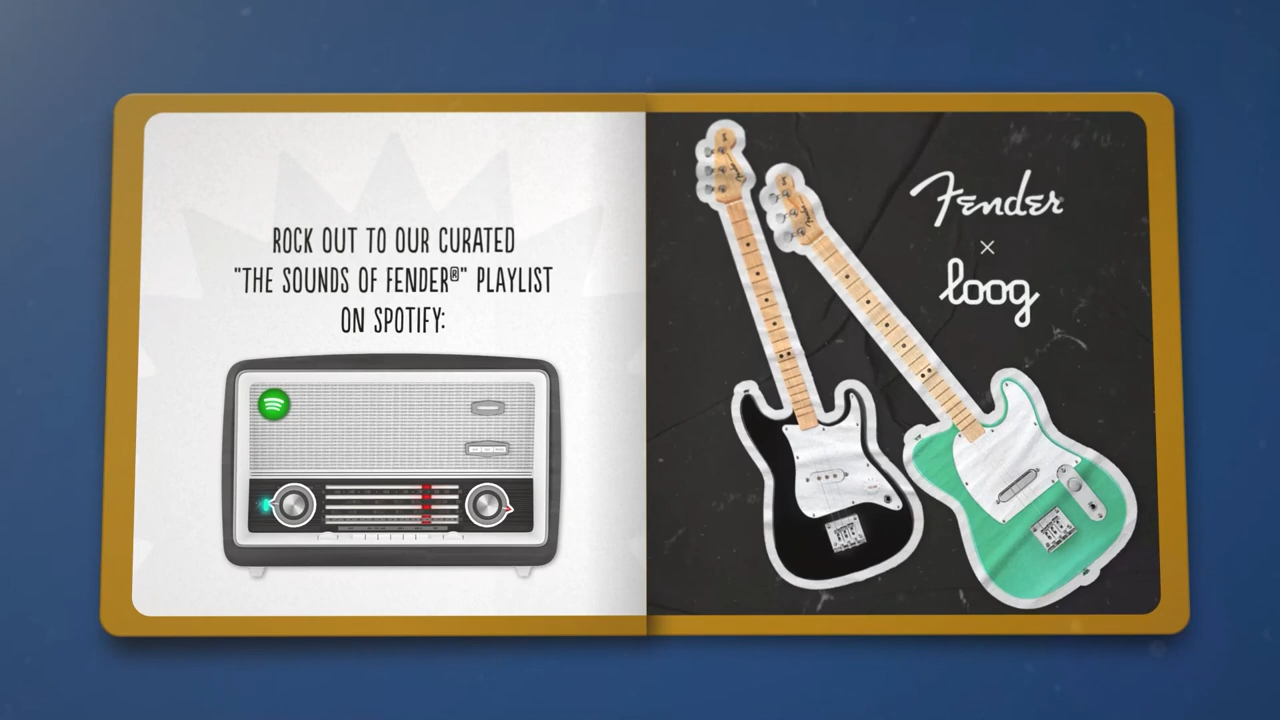 ROCK OUT TO OUR CURATED
"THE SOUNDS OF FENDER®" PLAYLIST
ON SPOTIFY:
Fender
×
loog